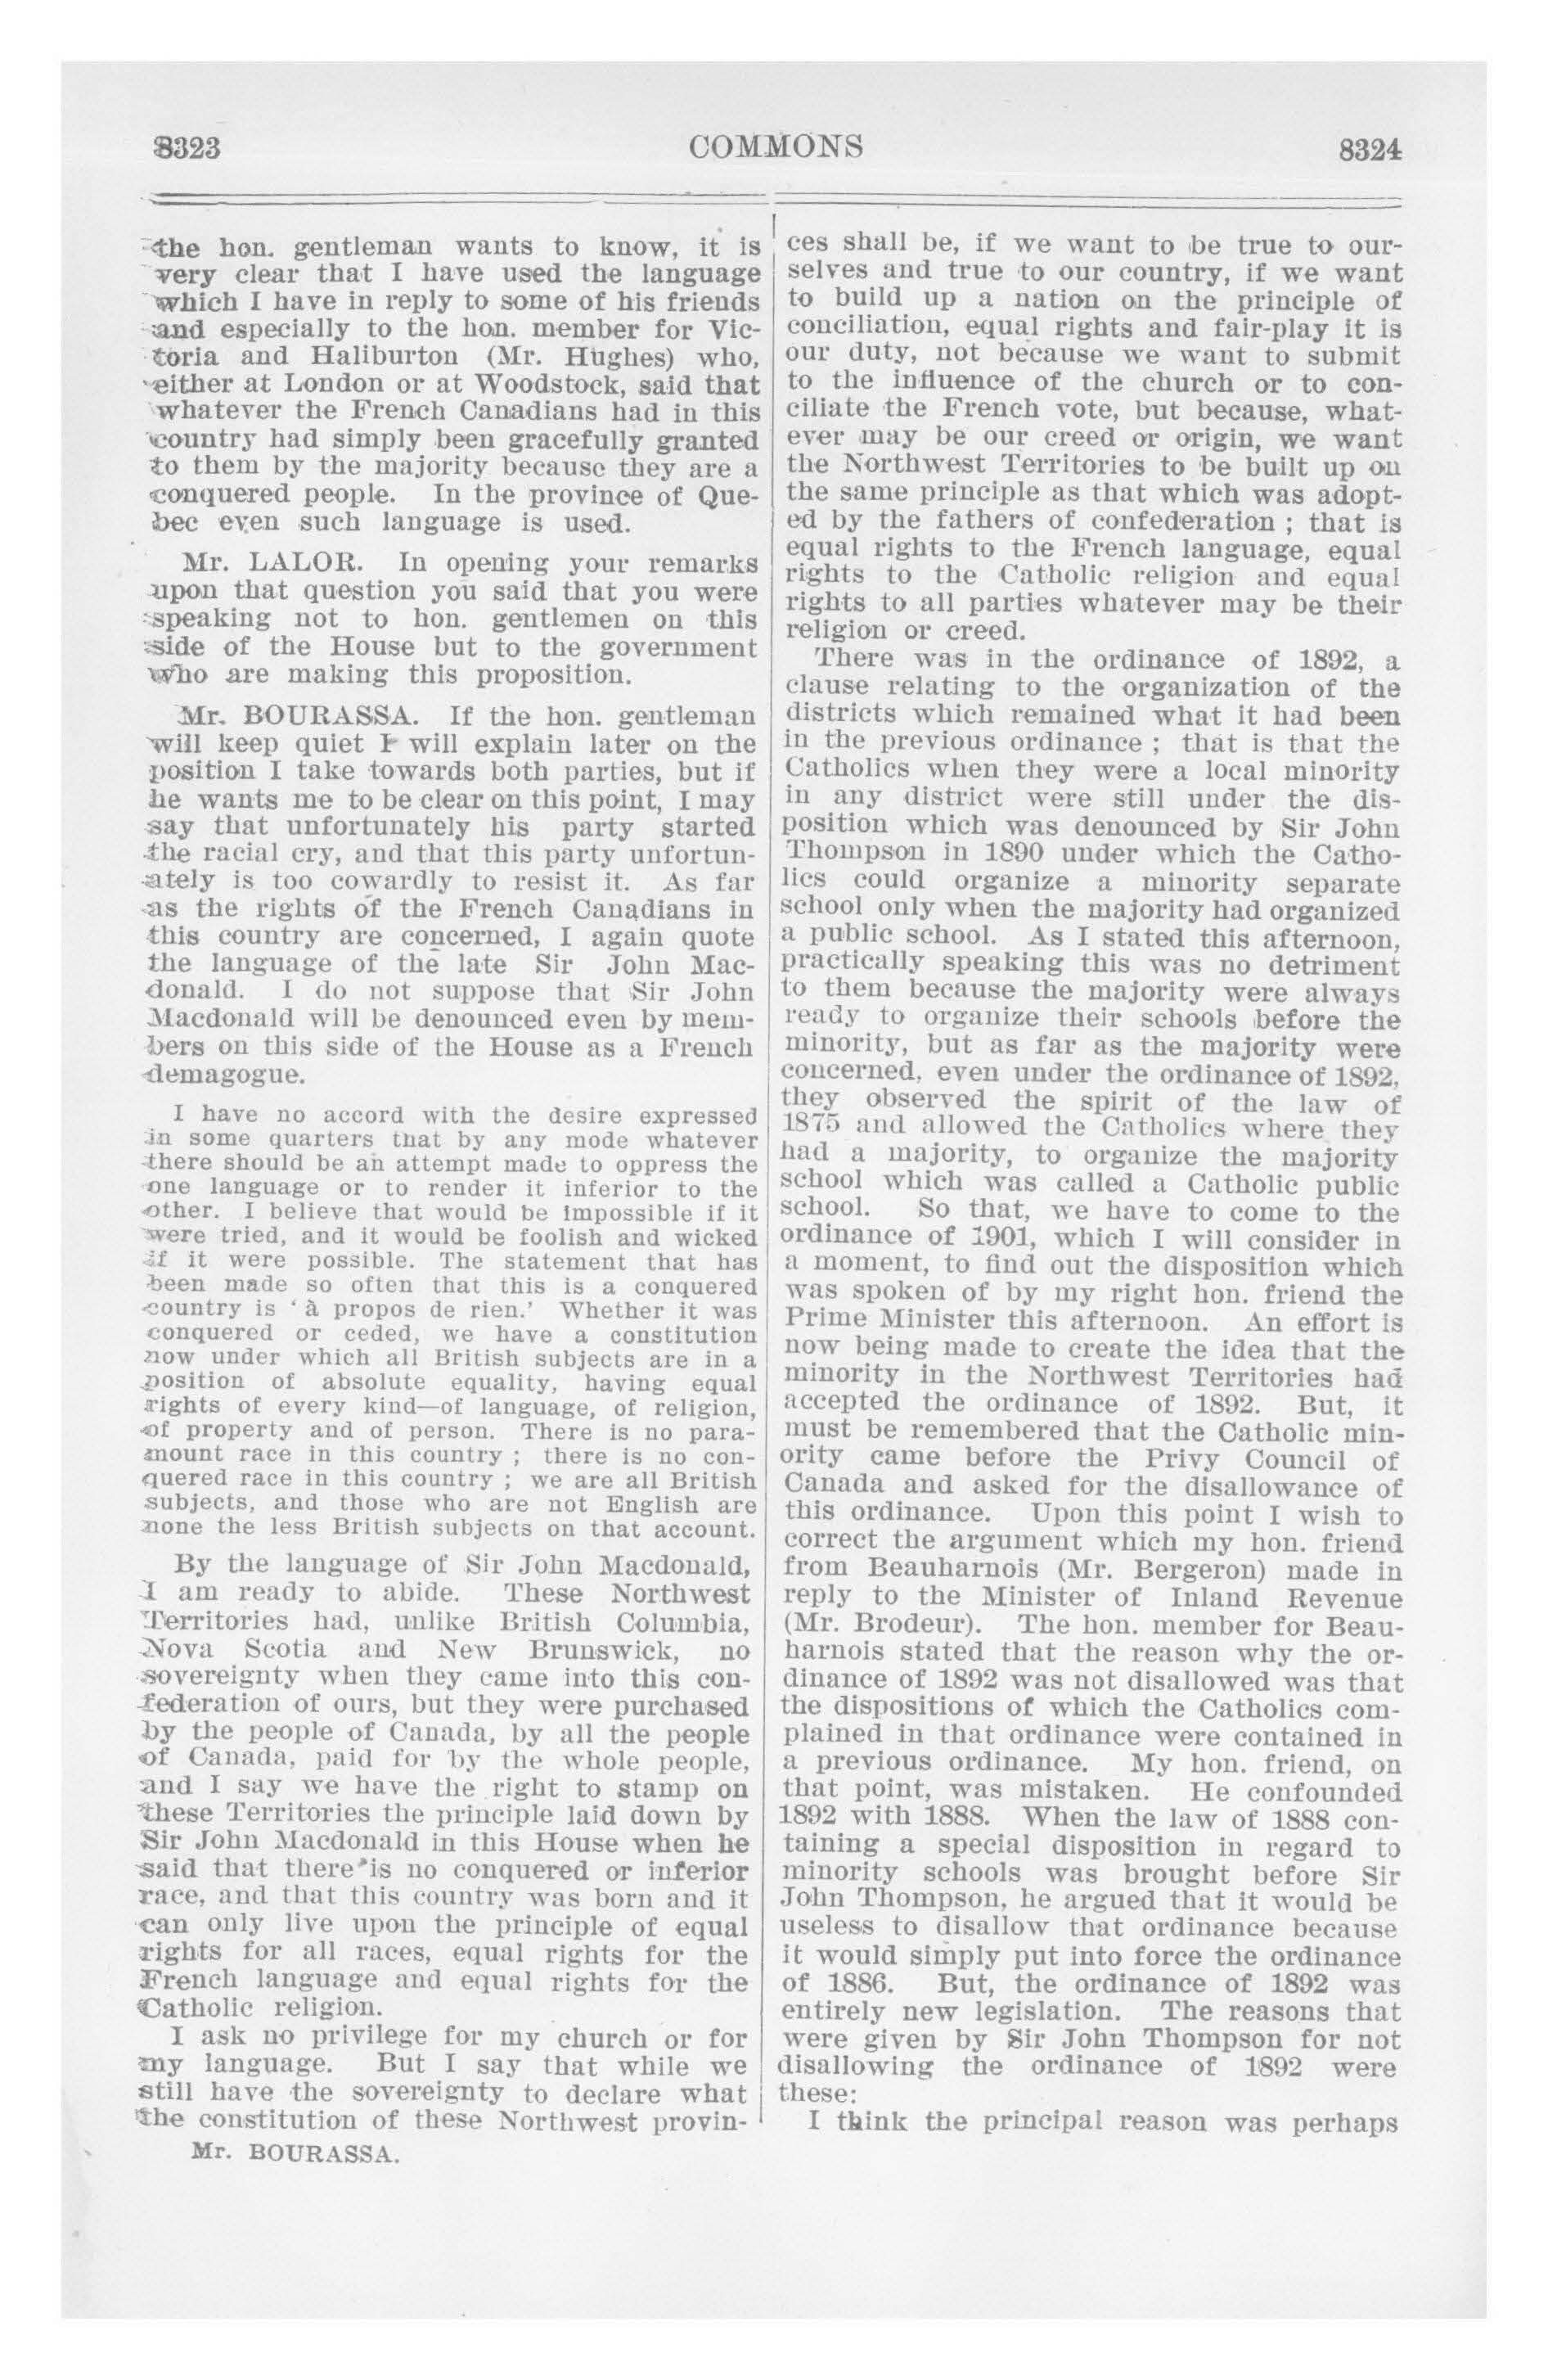 8323
COMMONS
8324
the hon. gentleman wants to know, it is
very clear that I have used the language
which I have in reply to some of his friends
and especially to the hon. member for Vic-
toria and Haliburton (Mr. Hughes) who,
either at London or at Woodstock, said that
whatever the French Canadians had in this
country had simply been gracefully granted
to them by the majority because they are a
conquered people. In the province of Que-
bec even such language is used.
Mr. LALOR. In opening your remarks
upon that question you said that you were
speaking not to hon. gentlemen on this
side of the House but to the government
who are making this proposition.
Mr. BOURASSA. If the hon. gentleman
will keep quiet I will explain later on the
position I take towards both parties, but if
he wants me to be clear on this point, I may
say that unfortunately his party started
the racial cry, and that this party unfortun-
ately is too cowardly to resist it. As far
as the rights of the French Canadians in
this country are concerned, I again quote
the language of the late Sir John Mac-
donald. I do not suppose that Sir John
Macdonald will be denounced even by mem-
bers on this side of the House as a French
demagogue.
I have no accord with the desire expressed
in some quarters that by any mode whatever
there should be an attempt made to oppress the
one language or to render it inferior to the
other. I believe that would be impossible if it
were tried, and it would be foolish and wicked
if it were possible. The statement that has
been made so often that this is a conquered
country is ' à propos de rien.' Whether it was
conquered or ceded, we have a constitution
now under which all British subjects are in a
position of absolute equality, having equal
rights of every kind—of language, of religion,
of property and of person. There is no para-
mount race in this country ; there is no con-
quered race in this country ; we are all British
subjects, and those who are not English are
none the less British subjects on that account.
By the language of Sir John Macdonald,
I am ready to abide. These Northwest
Territories had, unlike British Columbia,
Nova Scotia and New Brunswick, no
sovereignty when they came into this con-
federation of ours, but they were purchased
by the people of Canada, by all the people
of Canada, paid for by the whole people,
and I say we have the right to stamp on
these Territories the principle laid down by
Sir John Macdonald in this House when he
said that there is no conquered or inferior
race, and that this country was born and it
can only live upon the principle of equal
rights for all races, equal rights for the
French language and equal rights for the
Catholic religion.
I ask no privilege for my church or for
my language. But I say that while we
still have the sovereignty to declare what
the constitution of these Northwest provin-
Mr. BOURASSA.
ces shall be, if we want to be true to our-
selves and true to our country, if we want
to build up a nation on the principle of
conciliation, equal rights and fair-play it is
our duty, not because we want to submit
to the influence of the church or to con-
ciliate the French vote, but because, what-
ever may be our creed or origin, we want
the Northwest Territories to be built up on
the same principle as that which was adopt-
ed by the fathers of confederation ; that is
equal rights to the French language, equal
rights to the Catholic religion and equal
rights to all parties whatever may be their
religion or creed.
There was in the ordinance of 1892, a
clause relating to the organization of the
districts which remained what it had been
in the previous ordinance ; that is that the
Catholics when they were a local minority
in any district were still under the dis-
position which was denounced by Sir John
Thompson in 1890 under which the Catho-
lics could organize a minority separate
school only when the majority had organized
a public school. As I stated this afternoon,
practically speaking this was no detriment
to them because the majority were always
ready to organize their schools before the
minority, but as far as the majority were
concerned, even under the ordinance of 1892,
they observed the spirit of the law of
1875 and allowed the Catholics where they
had a majority, to organize the majority
school which was called a Catholic public
school. So that, we have to come to the
ordinance of 1901, which I will consider in
a moment, to find out the disposition which
was spoken of by my right hon. friend the
Prime Minister this afternoon. An effort is
now being made to create the idea that the
minority in the Northwest Territories had
accepted the ordinance of 1892. But, it
must be remembered that the Catholic min-
ority came before the Privy Council of
Canada and asked for the disallowance of
this ordinance. Upon this point I wish to
correct the argument which my hon. friend
from Beauharnois (Mr. Bergeron) made in
reply to the Minister of Inland Revenue
(Mr. Brodeur). The hon. member for Beau-
harnois stated that the reason why the or-
dinance of 1892 was not disallowed was that
the dispositions of which the Catholics com-
plained in that ordinance were contained in
a previous ordinance. My hon. friend, on
that point, was mistaken. He confounded
1892 with 1888. When the law of 1888 con-
taining a special disposition in regard to
minority schools was brought before Sir
John Thompson, he argued that it would be
useless to disallow that ordinance because
it would simply put into force the ordinance
of 1886. But, the ordinance of 1892 was
entirely new legislation. The reasons that
were given by Sir John Thompson for not
disallowing the ordinance of 1892 were
these:
I think the principal reason was perhaps